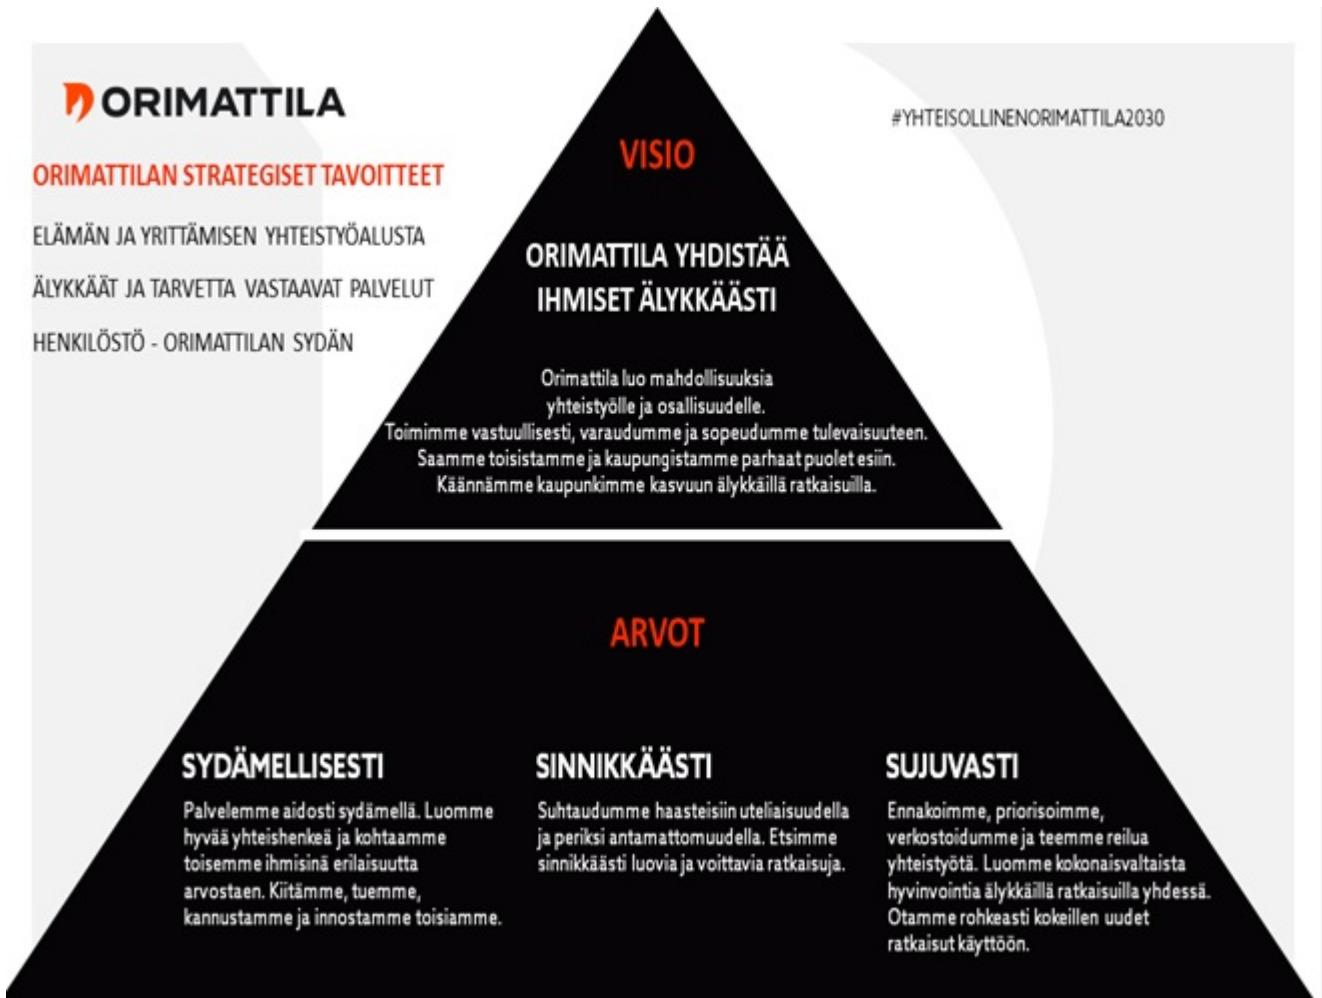 ORIMATTILA
ORIMATTILAN STRATEGISET TAVOITTEET
ELÄMÄN JA YRITTÄMISEN YHTEISTYÖALUSTA
ÄLYKKÄÄT JA TARVETTA VASTAAVAT PALVELUT
HENKILÖSTÖ - ORIMATTILAN SYDÄN
#YHTEISOLLINENORIMATTILA2030
VISIO
ORIMATTILA YHDISTÄÄ
IHMISET ÄLYKKÄÄSTI
Orimattila luo mahdollisuuksia
yhteistyölle ja osallisuudelle.
Toimimme vastuullisesti, varaudumme ja sopeudumme tulevaisuuteen.
Saamme toisistamme ja kaupungistamme parhaat puolet esiin.
Käännämme kaupunkimme kasvuun älykkäillä ratkaisuilla.
ARVOT
SYDÄMELLISESTI
Palvelemme aidosti sydämellä. Luomme
hyvää yhteishenkeä ja kohtaamme
toisemme ihmisinä erilaisuutta
arvostaen. Kiitämme, tuemme,
kannustamme ja innostamme toisiamme.
SINNIKKÄÄSTI
Suhtaudumme haasteisiin uteliaisuudella
ja periksi antamattomuudella. Etsimme
sinnikkäästi luovia ja voittavia ratkaisuja.
SUJUVASTI
Ennakoimme, priorisoimme,
verkostoidumme ja teemme reilua
yhteistyötä. Luomme kokonaisvaltaista
hyvinvointia älykkäillä ratkaisuilla yhdessä.
Otamme rohkeasti kokeillen uudet
ratkaisut käyttöön.